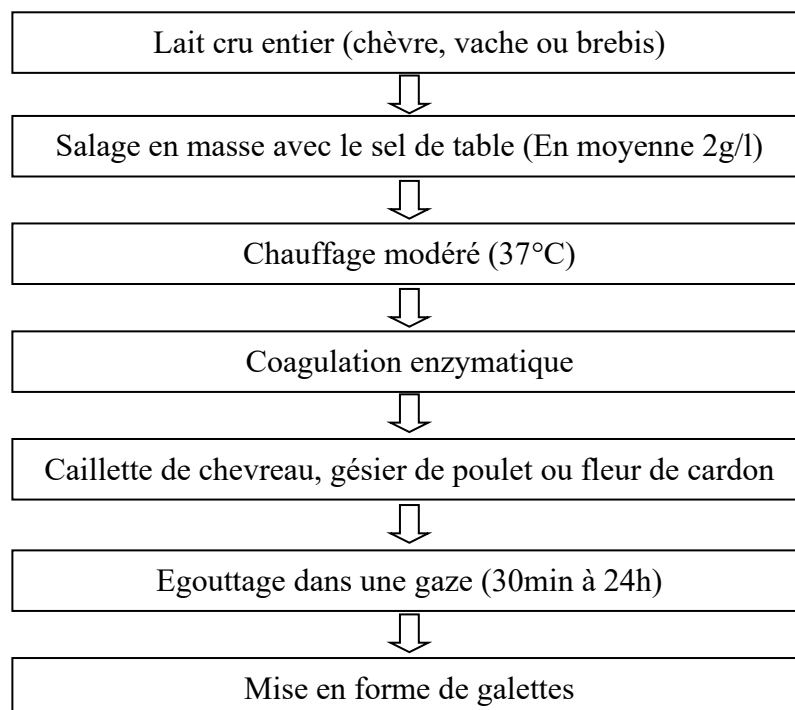 Lait cru entier (chèvre, vache ou brebis)
Salage en masse avec le sel de table (En moyenne 2g/l)
Chauffage modéré (37°C)
Coagulation enzymatique
Caillette de chevreau, gésier de poulet ou fleur de cardon
Egouttage dans une gaze (30min à 24h)
Mise en forme de galettes